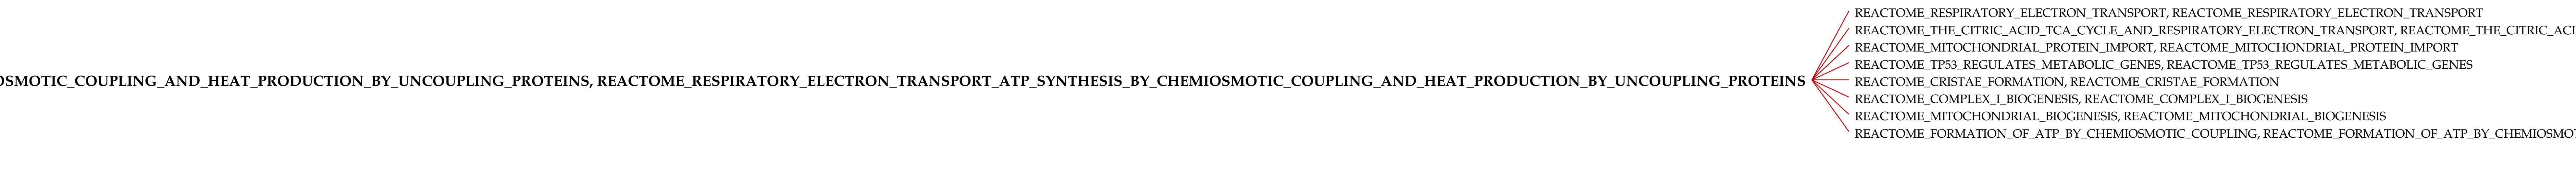 REACTOME_RESPIRATORY_ELECTRON_TRANSPORT, REACTOME_RESPIRATORY_ELECTRON_TRANSPORT
REACTOME_THE_CITRIC_ACID_TCA_CYCLE_AND_RESPIRATORY_ELECTRON_TRANSPORT, REACTOME_THE_CITRIC_ACI
REACTOME_MITOCHONDRIAL_PROTEIN_IMPORT, REACTOME_MITOCHONDRIAL_PROTEIN_IMPORT
REACTOME_TP53_REGULATES_METABOLIC_GENES, REACTOME_TP53_REGULATES_METABOLIC_GENES
OSMOTIC_COUPLING_AND_HEAT_PRODUCTION_BY_UNCOUPLING_PROTEINS, REACTOME_RESPIRATORY_ELECTRON_TRANSPORT_ATP_SYNTHESIS_BY_CHEMIOSMOTIC_COUPLING_AND_HEAT_PRODUCTION_BY_UNCOUPLING_PROTEINS
REACTOME_CRISTAE_FORMATION, REACTOME_CRISTAE_FORMATION
REACTOME_COMPLEX_I_BIOGENESIS, REACTOME_COMPLEX_I_BIOGENESIS
REACTOME_MITOCHONDRIAL_BIOGENESIS, REACTOME_MITOCHONDRIAL_BIOGENESIS
REACTOME_FORMATION_OF_ATP_BY_CHEMIOSMOTIC_COUPLING, REACTOME_FORMATION_OF_ATP_BY_CHEMIOSMOT